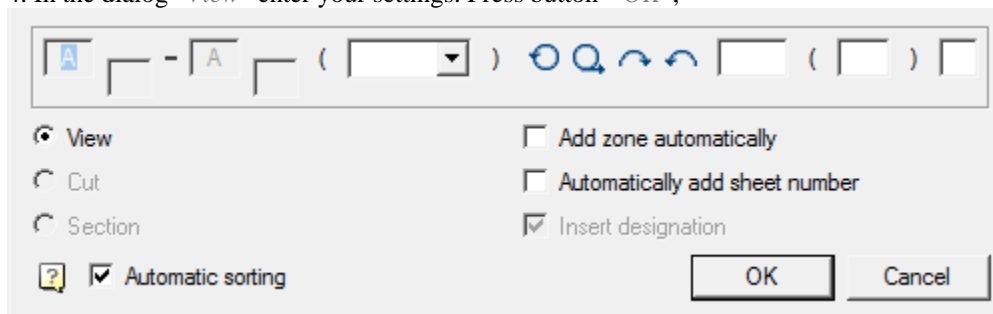 4. In the dialog "View" enter your settings. Press button "OK";
A - A ( ) ( )
View
Add zone automatically
Cut
Automatically add sheet number
Section
Insert designation
Automatic sorting
OK Cancel